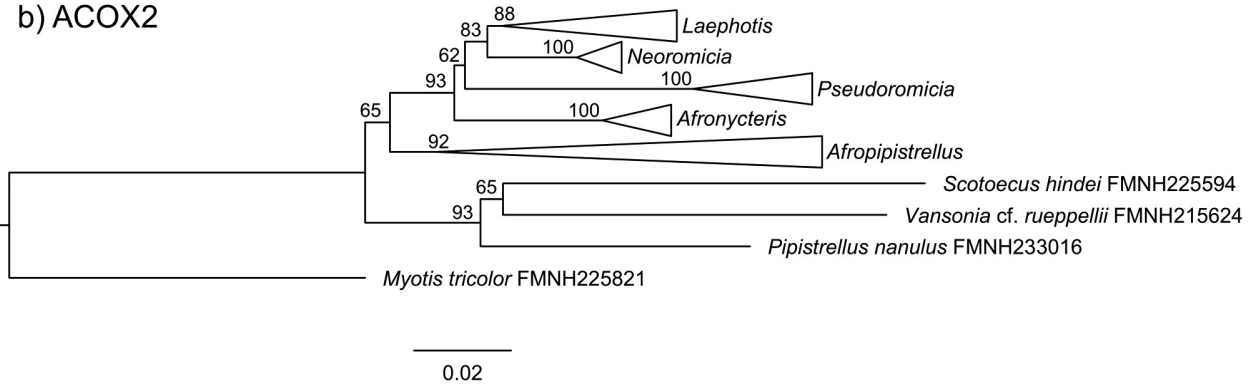 b) ACOX2
88
Laephotis
83
100
Neoromicia
62
100
Pseudoromicia
93
100
Afronycteris
65
92
Afropipistrellus
65
Scotoecus hindei FMNH225594
93
Vansonia cf. rueppellii FMNH215624
Pipistrellus nanulus FMNH233016
Myotis tricolor FMNH225821
0.02